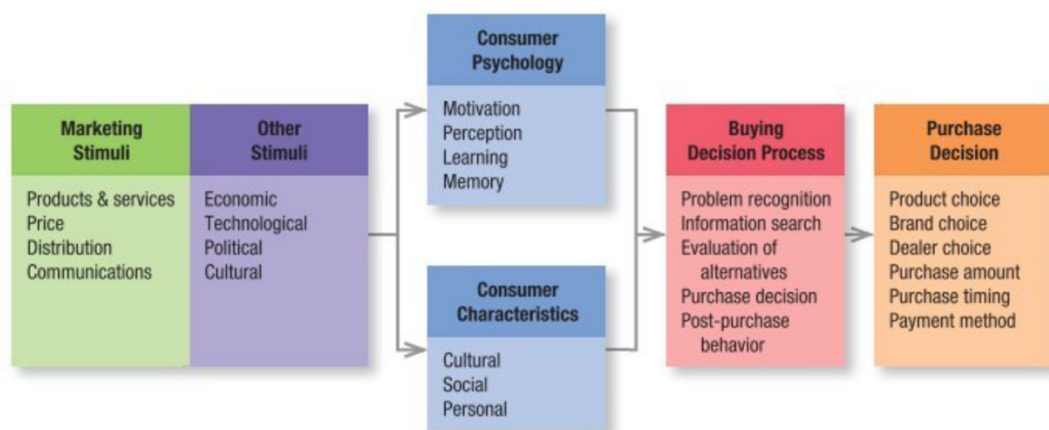 Marketing
Stimuli
Products & services
Price
Distribution
Communications
Other
Stimuli
Economic
Technological
Political
Cultural
Consumer
Psychology
Motivation
Perception
Learning
Memory
Consumer
Characteristics
Cultural
Social
Personal
Buying
Decision Process
Problem recognition
Information search
Evaluation of
alternatives
Purchase decision
Post-purchase
behavior
Purchase
Decision
Product choice
Brand choice
Dealer choice
Purchase amount
Purchase timing
Payment method